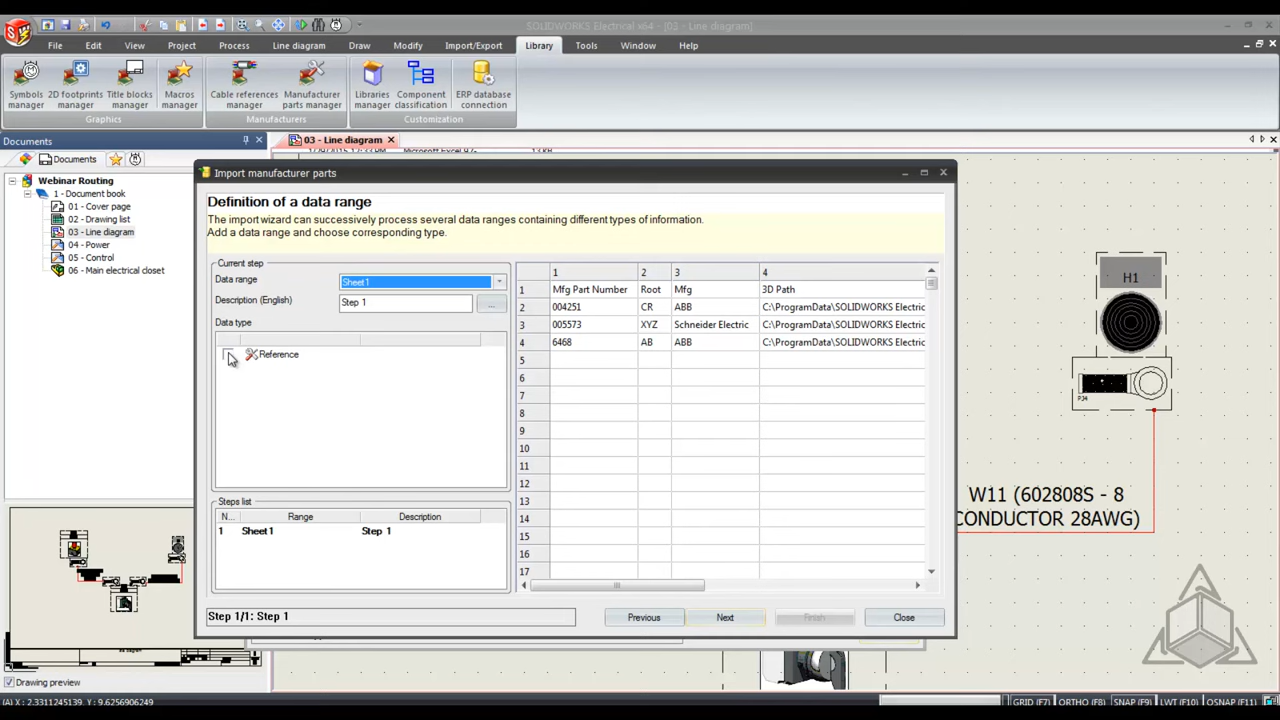 SOLIDWORKS Electrical x64 - [03 - Line diagram]
File Edit View Project Process Line diagram Draw Modify Import/Export Library Tools Window Help
Symbols manager
2D footprints manager
Title blocks manager
Macros manager
Cable references manager
Manufacturer parts manager
Libraries manager
Component classification
ERP database connection
Graphics
Manufacturers
Customization
Documents
03 - Line diagram
Documents
Webinar Routing
1 - Document book
01 - Cover page
02 - Drawing list
03 - Line diagram
04 - Power
05 - Control
06 - Main electrical closet
Import manufacturer parts
Definition of a data range
The import wizard can successively process several data ranges containing different types of information.
Add a data range and choose corresponding type.
Current step
Data range
Sheet1
Description (English)
Step 1
...
Data type
Reference
Steps list
N... Range Description
1 Sheet1 Step 1
1 2 3 4
1 Mfg Part Number Root Mfg 3D Path
2 004251 CR ABB C:\ProgramData\SOLIDWORKS Electric
3 005573 XYZ Schneider Electric C:\ProgramData\SOLIDWORKS Electric
4 6468 AB ABB C:\ProgramData\SOLIDWORKS Electric
5
6
7
8
9
10
11
12
13
14
15
16
17
Step 1/1: Step 1
Previous
Next
Finish
Close
H1
PJ4
W11 (602808S - 8
CONDUCTOR 28AWG)
Drawing preview
(A) X : 2.3311245139, Y : 9.6256906249
GRID (F7) ORTHO (F8) SNAP (F9) LWT (F10) OSNAP (F11)